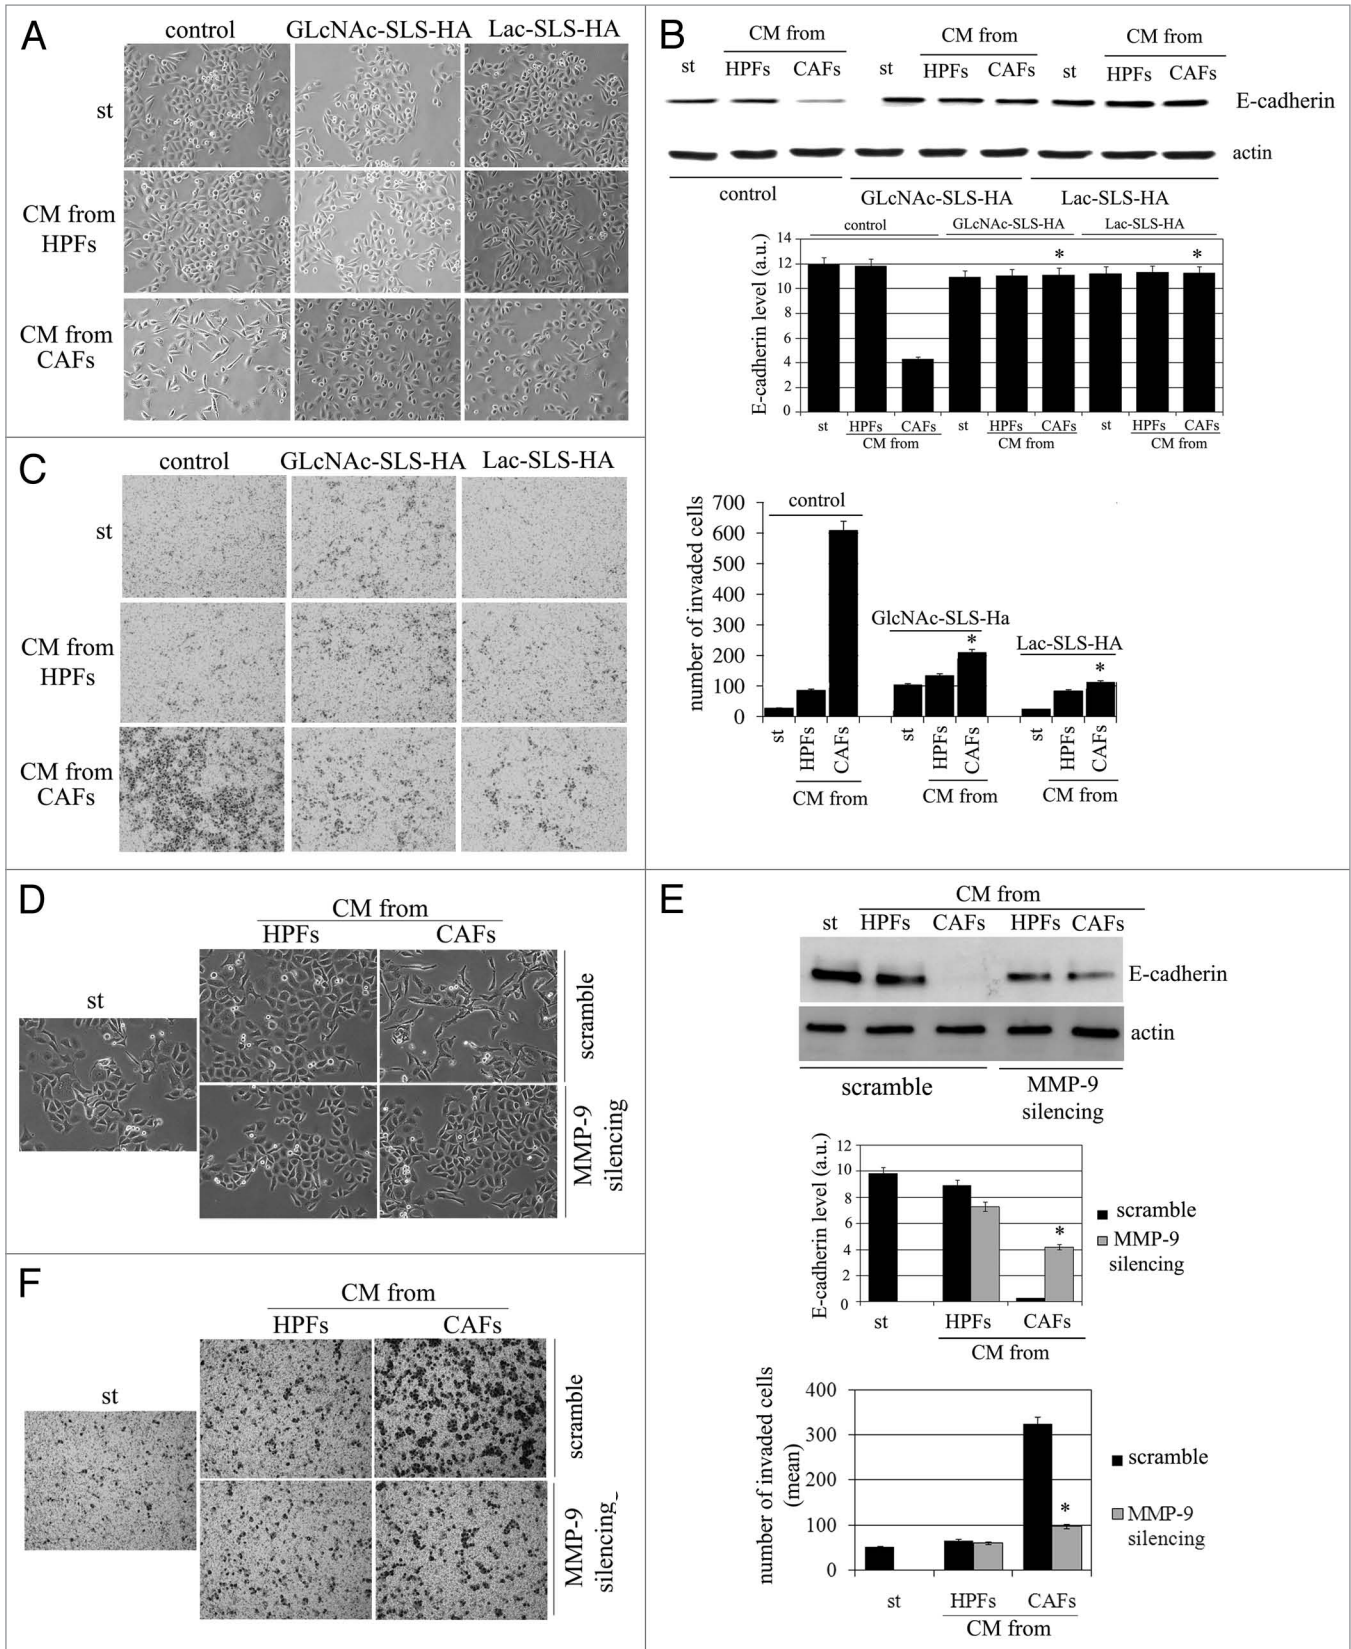 A
control
GLcNAc-SLS-HA
Lac-SLS-HA
st
CM from
HPFs
CM from
CAFs
B
CM from
CM from
CM from
st
HPFs
CAFs
st
HPFs
CAFs
st
HPFs
CAFs
E-cadherin
actin
control
GLcNAc-SLS-HA
Lac-SLS-HA
control
GLcNAc-SLS-HA
Lac-SLS-HA
E-cadherin level (a.u.)
14
12
10
8
6
4
2
0
*
*
st
HPFs
CAFs
st
HPFs
CAFs
st
HPFs
CAFs
CM from
CM from
CM from
C
control
GLcNAc-SLS-HA
Lac-SLS-HA
st
CM from
HPFs
CM from
CAFs
number of invaded cells
700
600
500
400
300
200
100
0
control
GlcNAc-SLS-Ha
*
Lac-SLS-HA
*
st
HPFs
CAFs
st
HPFs
CAFs
st
HPFs
CAFs
CM from
CM from
CM from
D
CM from
HPFs
CAFs
st
scramble
MMP-9
silencing
E
CM from
st
HPFs
CAFs
HPFs
CAFs
E-cadherin
actin
scramble
MMP-9
silencing
E-cadherin level (a.u.)
12
10
8
6
4
2
0
*
scramble
MMP-9
silencing
st
HPFs
CAFs
CM from
F
CM from
HPFs
CAFs
st
scramble
MMP-9
silencing
number of invaded cells
(mean)
400
300
200
100
0
*
scramble
MMP-9
silencing
st
HPFs
CAFs
CM from